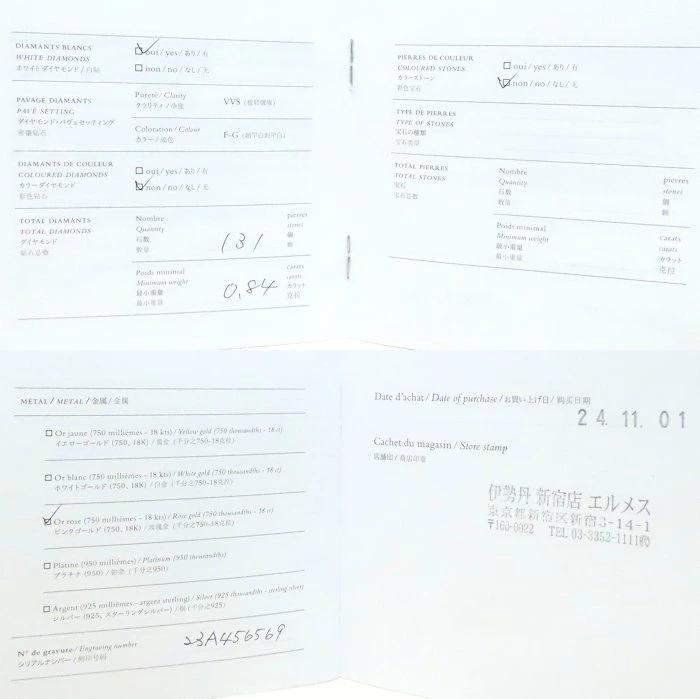 DIAMANTS BLANCS
WHITE DIAMONDS
ホワイトダイヤモンド / 白钻
oui / yes / あり / 有
non / no / なし / 无
PAVAGE DIAMANTS
PAVÉ SETTING
ダイヤモンド・パヴェセッティング
密镶钻石
Pureté / Clarity
クラリティ / 净度
VVS
Coloration / Colour
カラー / 成色
F-G
DIAMANTS DE COULEUR
COLOURED DIAMONDS
カラーダイヤモンド
彩色钻石
oui / yes / あり / 有
non / no / なし / 无
TOTAL DIAMANTS
TOTAL DIAMONDS
ダイヤモンド
钻石总数
Nombre
Quantity
石数
数量
131
pierres
stones
個
颗
Poids minimal
Minimum weight
最小重量
最小重量
0,84
carats
carats
カラット
克拉
PIERRES DE COULEUR
COLOURED STONES
カラーストーン
彩色宝石
oui / yes / あり / 有
non / no / なし / 无
TYPE DE PIERRES
TYPE OF STONES
宝石の種類
宝石类型
TOTAL PIERRES
TOTAL STONES
宝石
宝石总数
Nombre
Quantity
石数
数量
pierres
stones
個
颗
Poids minimal
Minimum weight
最小重量
最小重量
carats
carats
カラット
克拉
MÉTAL / METAL / 金属 / 金属
Or jaune (750 millièmes - 18 kts) / Yellow gold (750 thousandths - 18 ct)
イエローゴールド (750, 18K) / 黄金 (千分之750-18克拉)
Or blanc (750 millièmes - 18 kts) / White gold (750 thousandths - 18 ct)
ホワイトゴールド (750, 18K) / 白金 (千分之750-18克拉)
Or rose (750 millièmes - 18 kts) / Rose gold (750 thousandths - 18 ct)
ピンクゴールド (750, 18K) / 玫瑰金 (千分之750-18克拉)
Platine (950 millièmes) / Platinum (950 thousandths)
プラチナ (950) / 铂金 (千分之950)
Argent (925 millièmes - argent sterling) / Silver (925 thousandths - sterling silver)
シルバー (925, スターリングシルバー) / 银 (千分之925)
N° de gravure / Engraving number
シリアルナンバー / 刻印号码
23A456569
Date d'achat / Date of purchase / お買い上げ日 / 购买日期
24.11.01
Cachet du magasin / Store stamp
店舗印 / 商店印章
伊勢丹 新宿店 エルメス
東京都新宿区新宿3-14-1
〒160-0022 TEL 03-3352-1111㈹